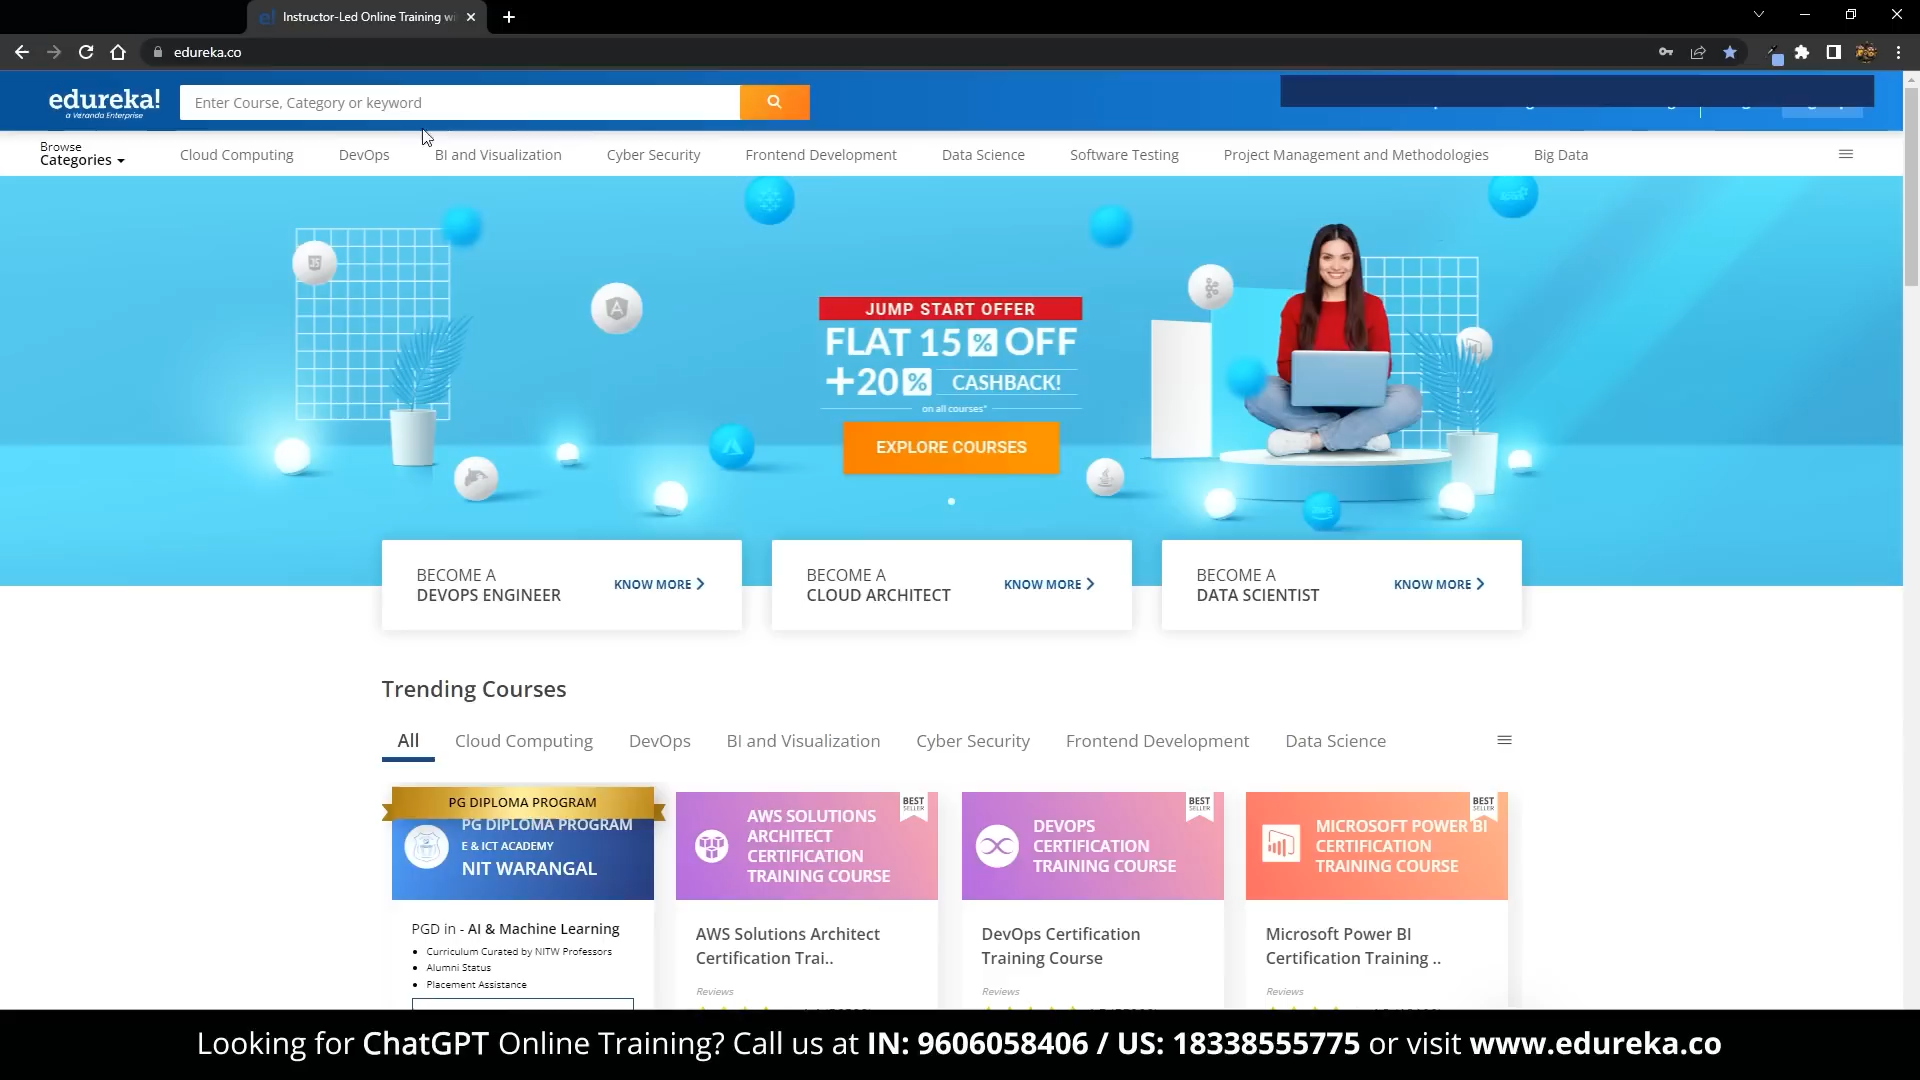 Instructor-Led Online Training wi
edureka.co
edureka!
a Veranda Enterprise
Enter Course, Category or keyword
Browse
Categories
Cloud Computing
DevOps
BI and Visualization
Cyber Security
Frontend Development
Data Science
Software Testing
Project Management and Methodologies
Big Data
JUMP START OFFER
FLAT 15% OFF
+20% CASHBACK!
on all courses*
EXPLORE COURSES
BECOME A
DEVOPS ENGINEER
KNOW MORE
BECOME A
CLOUD ARCHITECT
KNOW MORE
BECOME A
DATA SCIENTIST
KNOW MORE
Trending Courses
All
Cloud Computing
DevOps
BI and Visualization
Cyber Security
Frontend Development
Data Science
PG DIPLOMA PROGRAM
PG DIPLOMA PROGRAM
E & ICT ACADEMY
NIT WARANGAL
PGD in - AI & Machine Learning
Curriculum Curated by NITW Professors
Alumni Status
Placement Assistance
BEST
SELLER
AWS SOLUTIONS
ARCHITECT
CERTIFICATION
TRAINING COURSE
AWS Solutions Architect
Certification Trai..
Reviews
BEST
SELLER
DEVOPS
CERTIFICATION
TRAINING COURSE
DevOps Certification
Training Course
Reviews
BEST
SELLER
MICROSOFT POWER BI
CERTIFICATION
TRAINING COURSE
Microsoft Power BI
Certification Training ..
Reviews
Looking for ChatGPT Online Training? Call us at IN: 9606058406 / US: 18338555775 or visit www.edureka.co